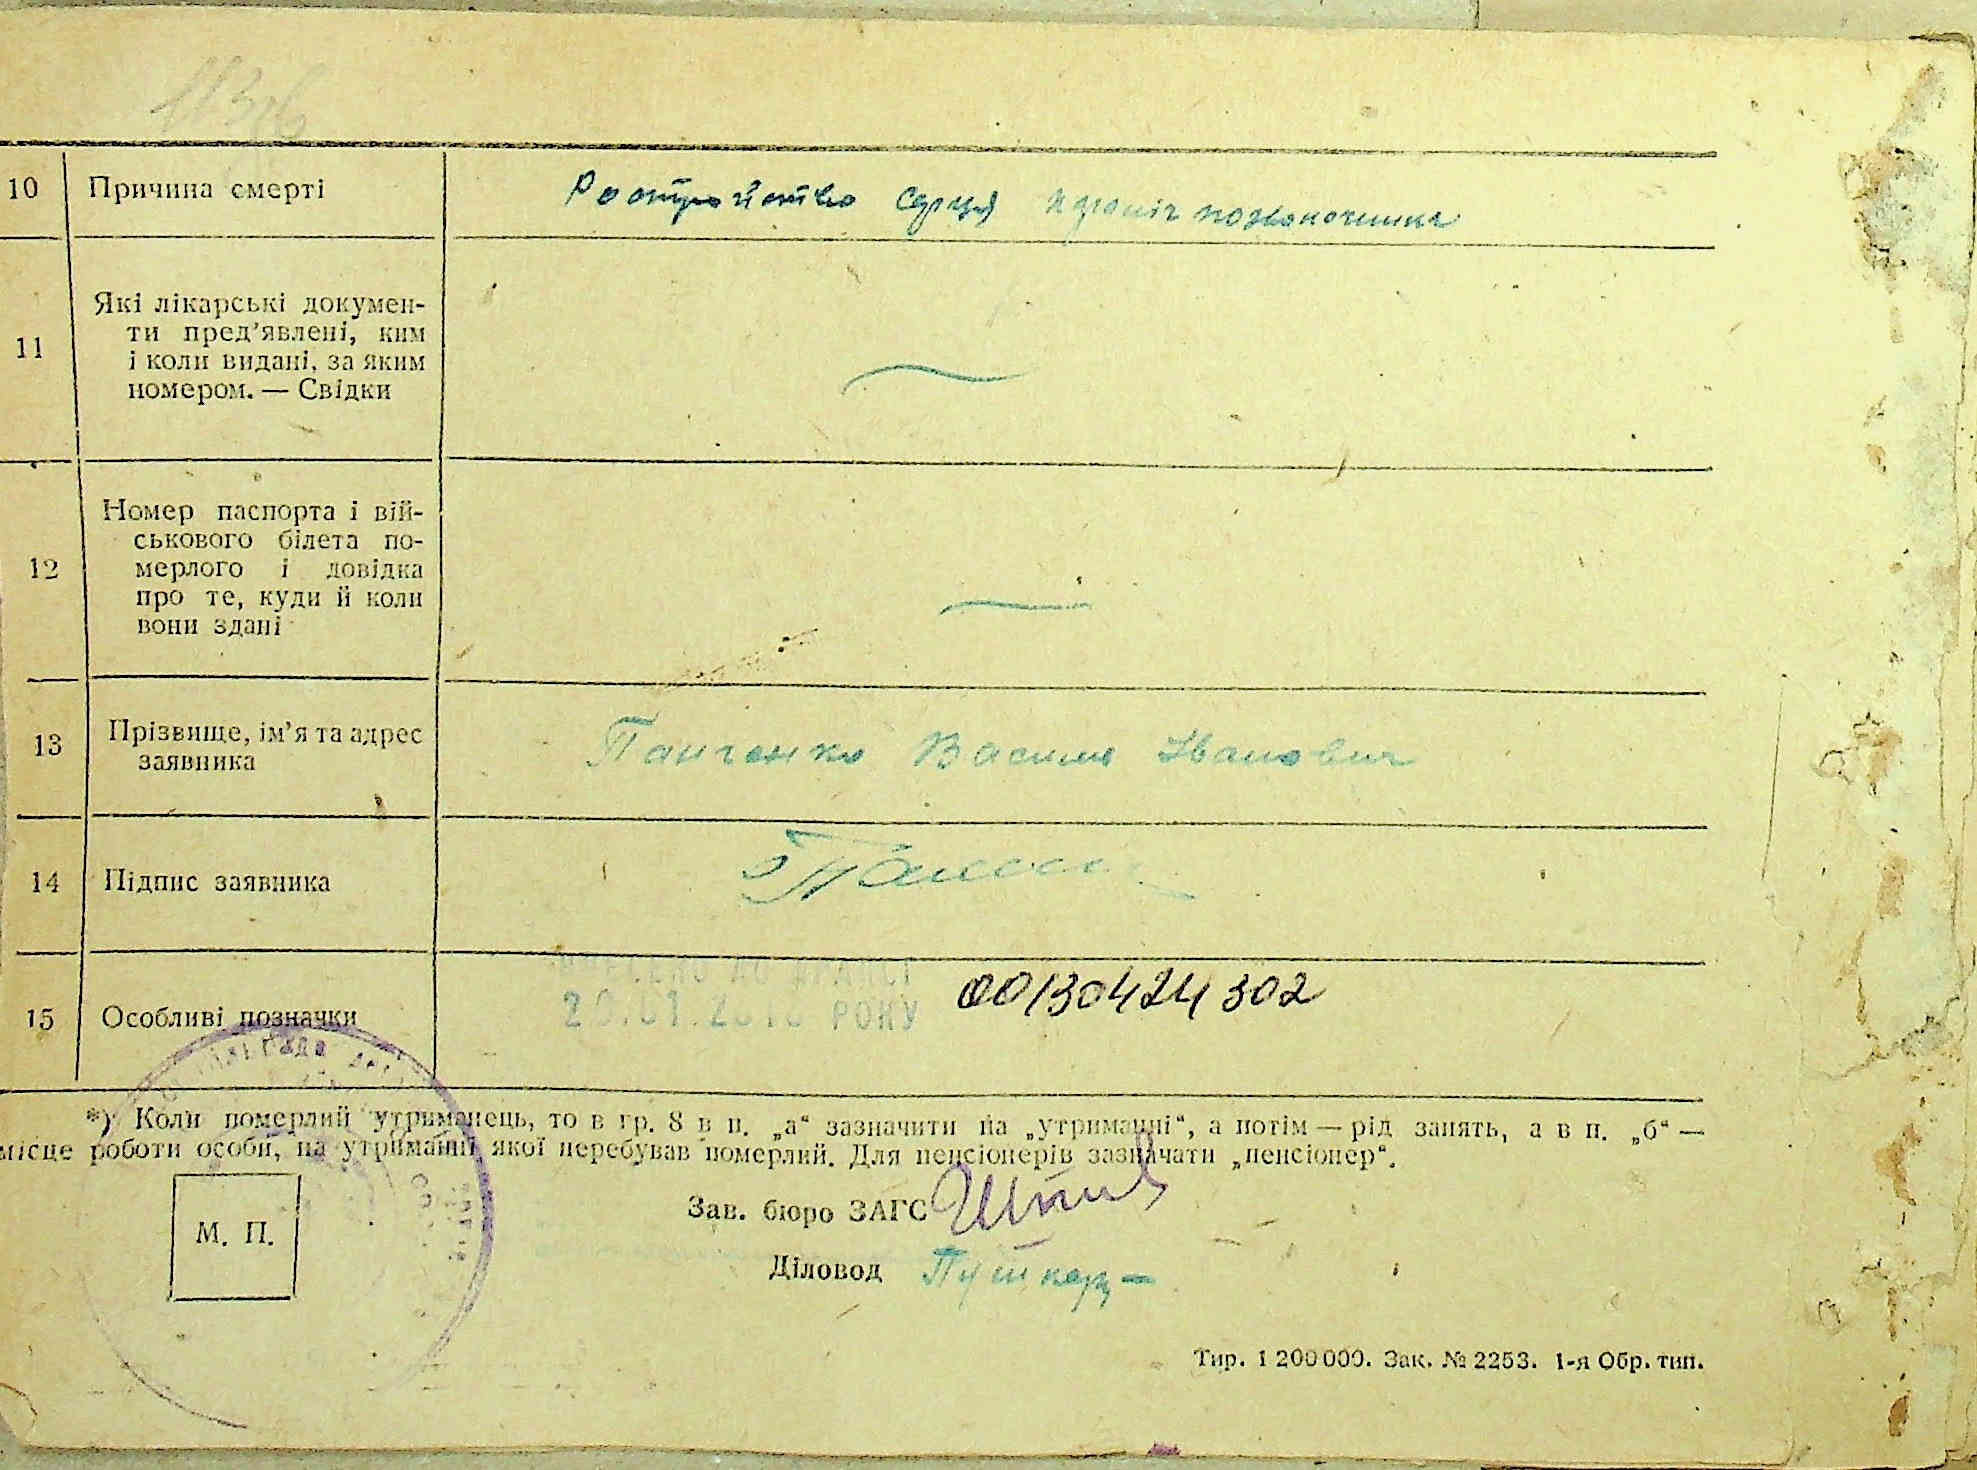 10 Причина смертіРостройство серця позвоночника
11 Які лікарські докумен-
ти пред'явлені, ким
і коли видані, за яким
номером. — Свідки
12 Номер паспорта і вій-
ськового білета по-
мерлого і довідка
про те, куди й коли
вони здані
13 Прізвище, ім'я та адрес
заявника
Панченко Василь Іванович
14 Підпис заявника
15 Особливі позначки
РОКУ
00130424302
*) Коли померлий утриманець, то в гр. 8 в п. „а“ зазначити на „утриманні“, а потім — рід занять, а в п. „б“ —
місце роботи особи, на утриманні якої перебував померлий. Для пенсіонерів зазначати „пенсіонер“.
М. П.
Зав. бюро ЗАГС
Діловод
Тир. 1 200 000. Зак. № 2253. 1-я Обр. тип.